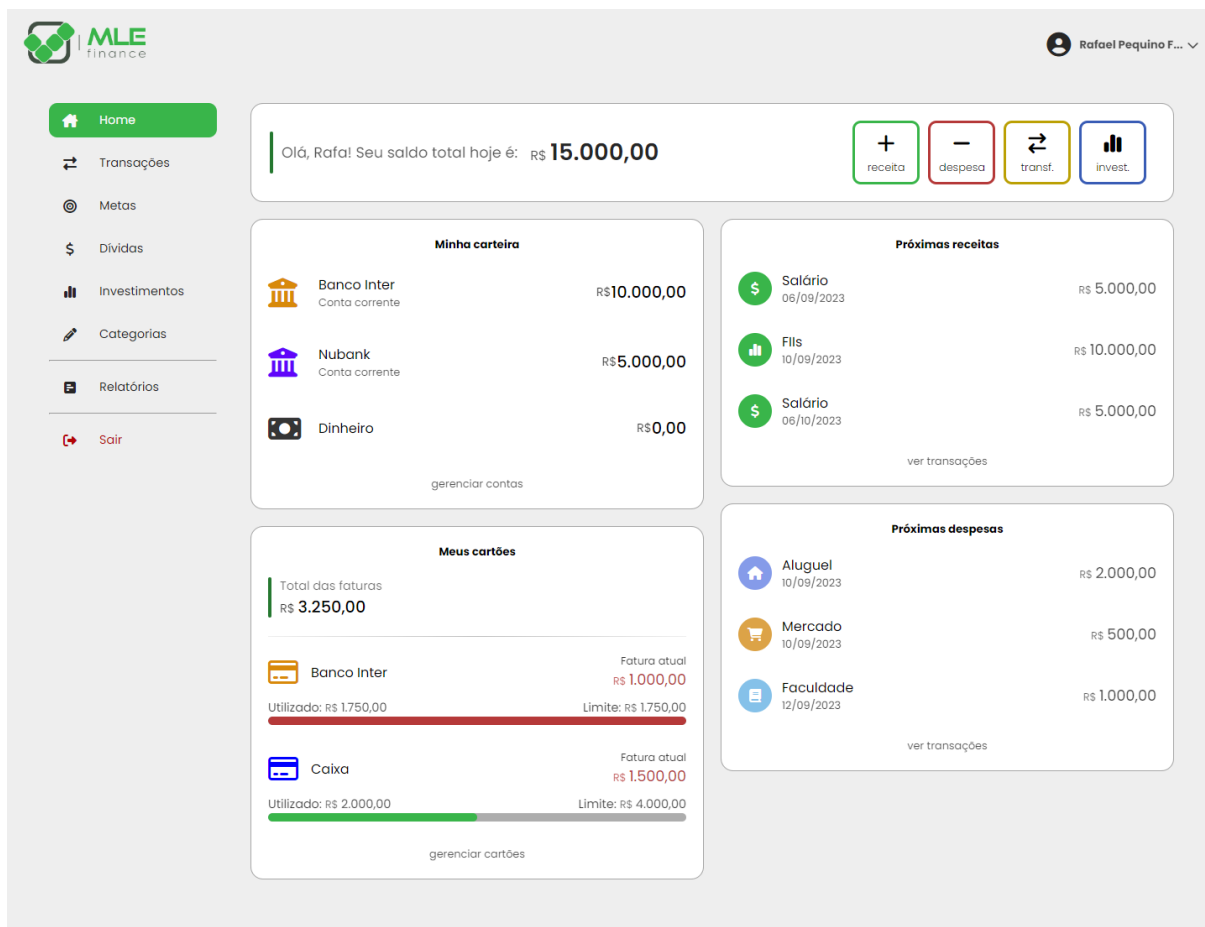 MLE
finance
Rafael Pequino F...
Home
Transações
Metas
Dívidas
Investimentos
Categorias
Relatórios
Sair
Olá, Rafa! Seu saldo total hoje é: R$ 15.000,00
receita
despesa
transf.
invest.
Minha carteira
Banco Inter
Conta corrente
R$10.000,00
Nubank
Conta corrente
R$5.000,00
Dinheiro
R$0,00
gerenciar contas
Meus cartões
Total das faturas
R$ 3.250,00
Banco Inter
Fatura atual
R$ 1.000,00
Utilizado: R$ 1.750,00
Limite: R$ 1.750,00
Caixa
Fatura atual
R$ 1.500,00
Utilizado: R$ 2.000,00
Limite: R$ 4.000,00
gerenciar cartões
Próximas receitas
Salário
06/09/2023
R$ 5.000,00
FIIs
10/09/2023
R$ 10.000,00
Salário
06/10/2023
R$ 5.000,00
ver transações
Próximas despesas
Aluguel
10/09/2023
R$ 2.000,00
Mercado
10/09/2023
R$ 500,00
Faculdade
12/09/2023
R$ 1.000,00
ver transações